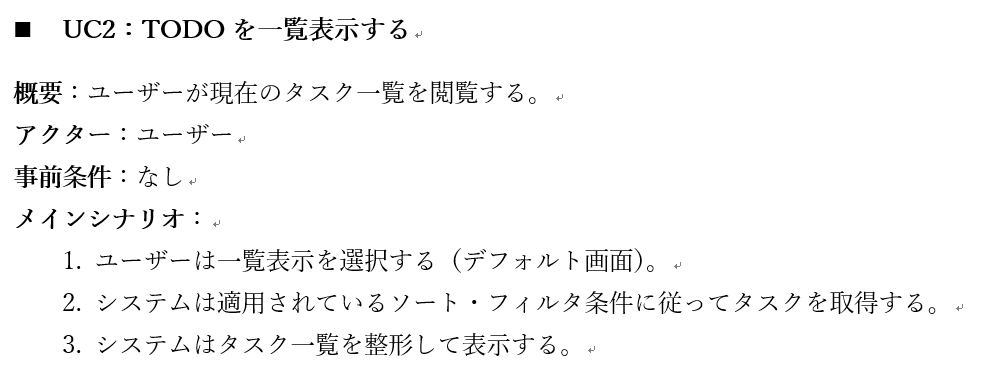 ■ UC2：TODO を一覧表示する
概要：ユーザーが現在のタスク一覧を閲覧する。
アクター：ユーザー
事前条件：なし
メインシナリオ：
1. ユーザーは一覧表示を選択する（デフォルト画面）。
2. システムは適用されているソート・フィルタ条件に従ってタスクを取得する。
3. システムはタスク一覧を整形して表示する。